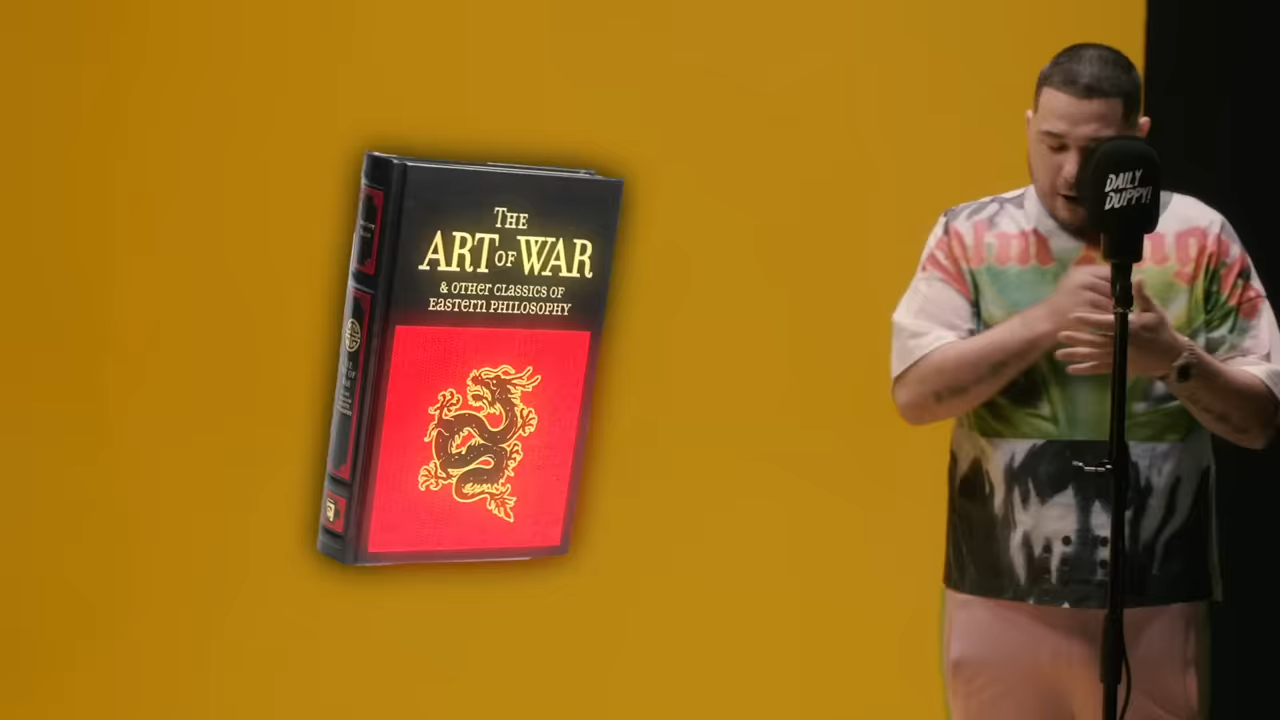 THE
ART OF WAR
& OTHER CLASSICS OF
EASTERN PHILOSOPHY
DAILY
DUPPY!